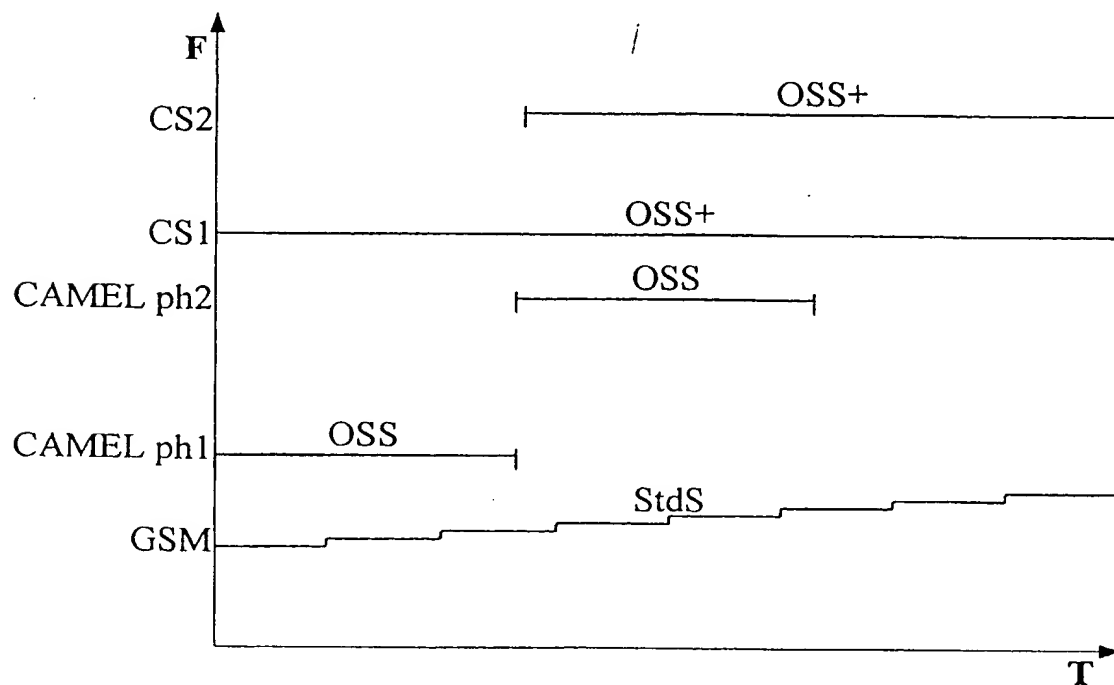 F
i
CS2
OSS+
CS1
OSS+
CAMEL ph2
OSS
CAMEL ph1
OSS
StdS
GSM
T